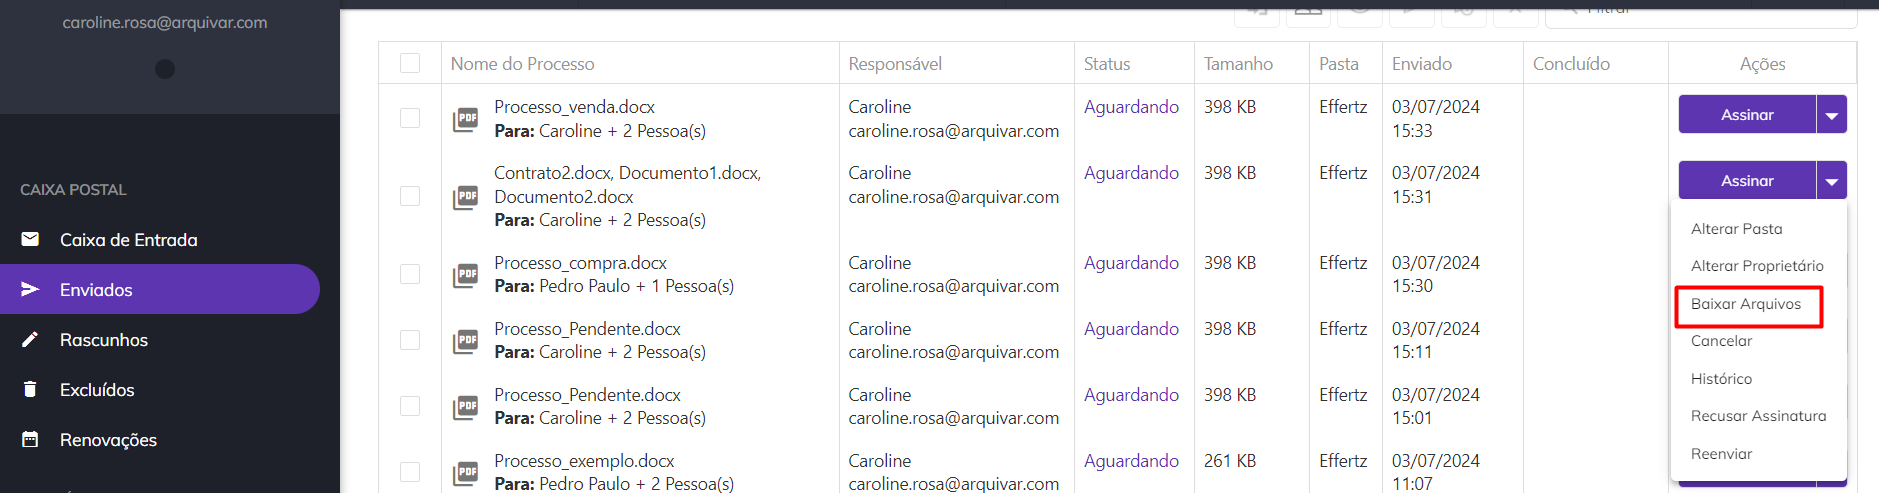 caroline.rosa@arquivar.com
CAIXA POSTAL
Caixa de Entrada
Enviados
Rascunhos
Excluídos
Renovações
Filtrar
Nome do Processo Responsável Status Tamanho Pasta Enviado Concluído Ações
Processo_venda.docx Caroline Aguardando 398 KB Effertz 03/07/2024 Assinar
Para: Caroline + 2 Pessoa(s) caroline.rosa@arquivar.com 15:33
Contrato2.docx, Documento1.docx, Caroline Aguardando 398 KB Effertz 03/07/2024 Assinar
Documento2.docx caroline.rosa@arquivar.com 15:31
Para: Caroline + 2 Pessoa(s)
Processo_compra.docx Caroline Aguardando 398 KB Effertz 03/07/2024
Para: Pedro Paulo + 1 Pessoa(s) caroline.rosa@arquivar.com 15:30
Processo_Pendente.docx Caroline Aguardando 398 KB Effertz 03/07/2024
Para: Caroline + 2 Pessoa(s) caroline.rosa@arquivar.com 15:11
Processo_Pendente.docx Caroline Aguardando 398 KB Effertz 03/07/2024
Para: Caroline + 2 Pessoa(s) caroline.rosa@arquivar.com 15:01
Processo_exemplo.docx Caroline Aguardando 261 KB Effertz 03/07/2024
Para: Pedro Paulo + 2 Pessoa(s) caroline.rosa@arquivar.com 11:07
PDF
PDF
PDF
PDF
PDF
PDF
Alterar Pasta
Alterar Proprietário
Baixar Arquivos
Cancelar
Histórico
Recusar Assinatura
Reenviar